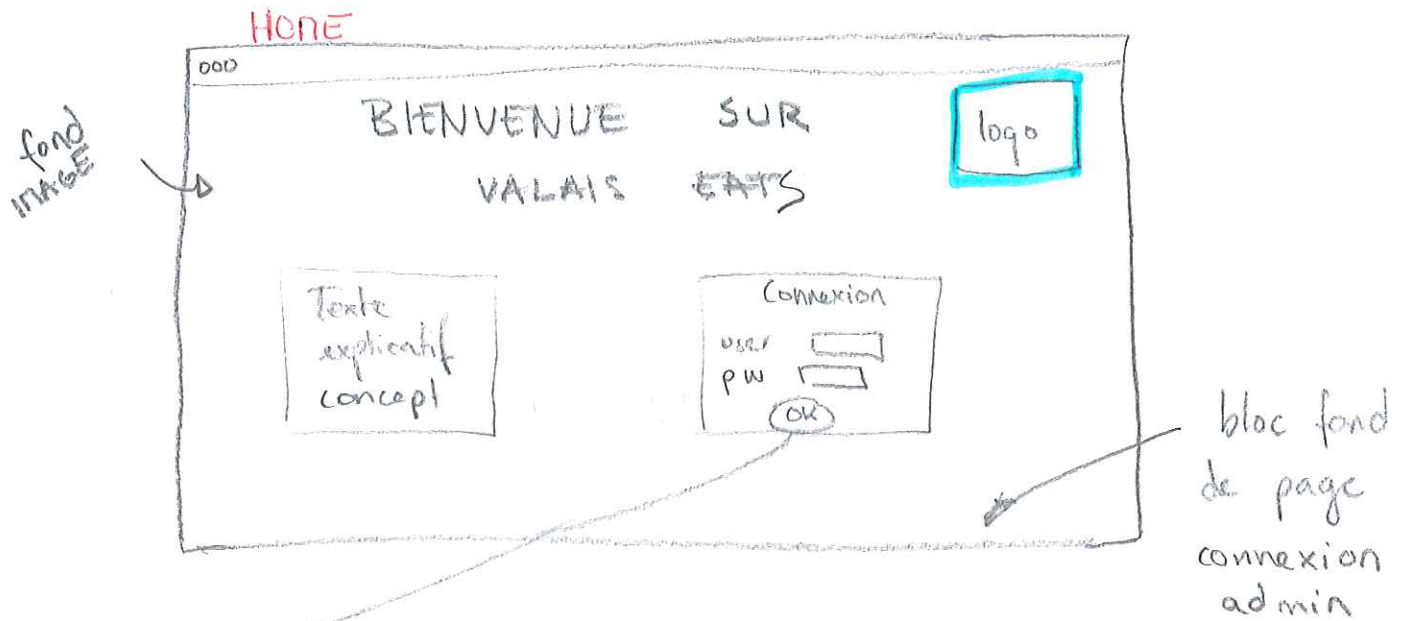 HOME
BIENVENUE SUR
logo
VALAIS EATS
fond
IMAGE
Texte
explicatif
concept
Connexion
user
pw
OK
bloc fond
de page
connexion
admin